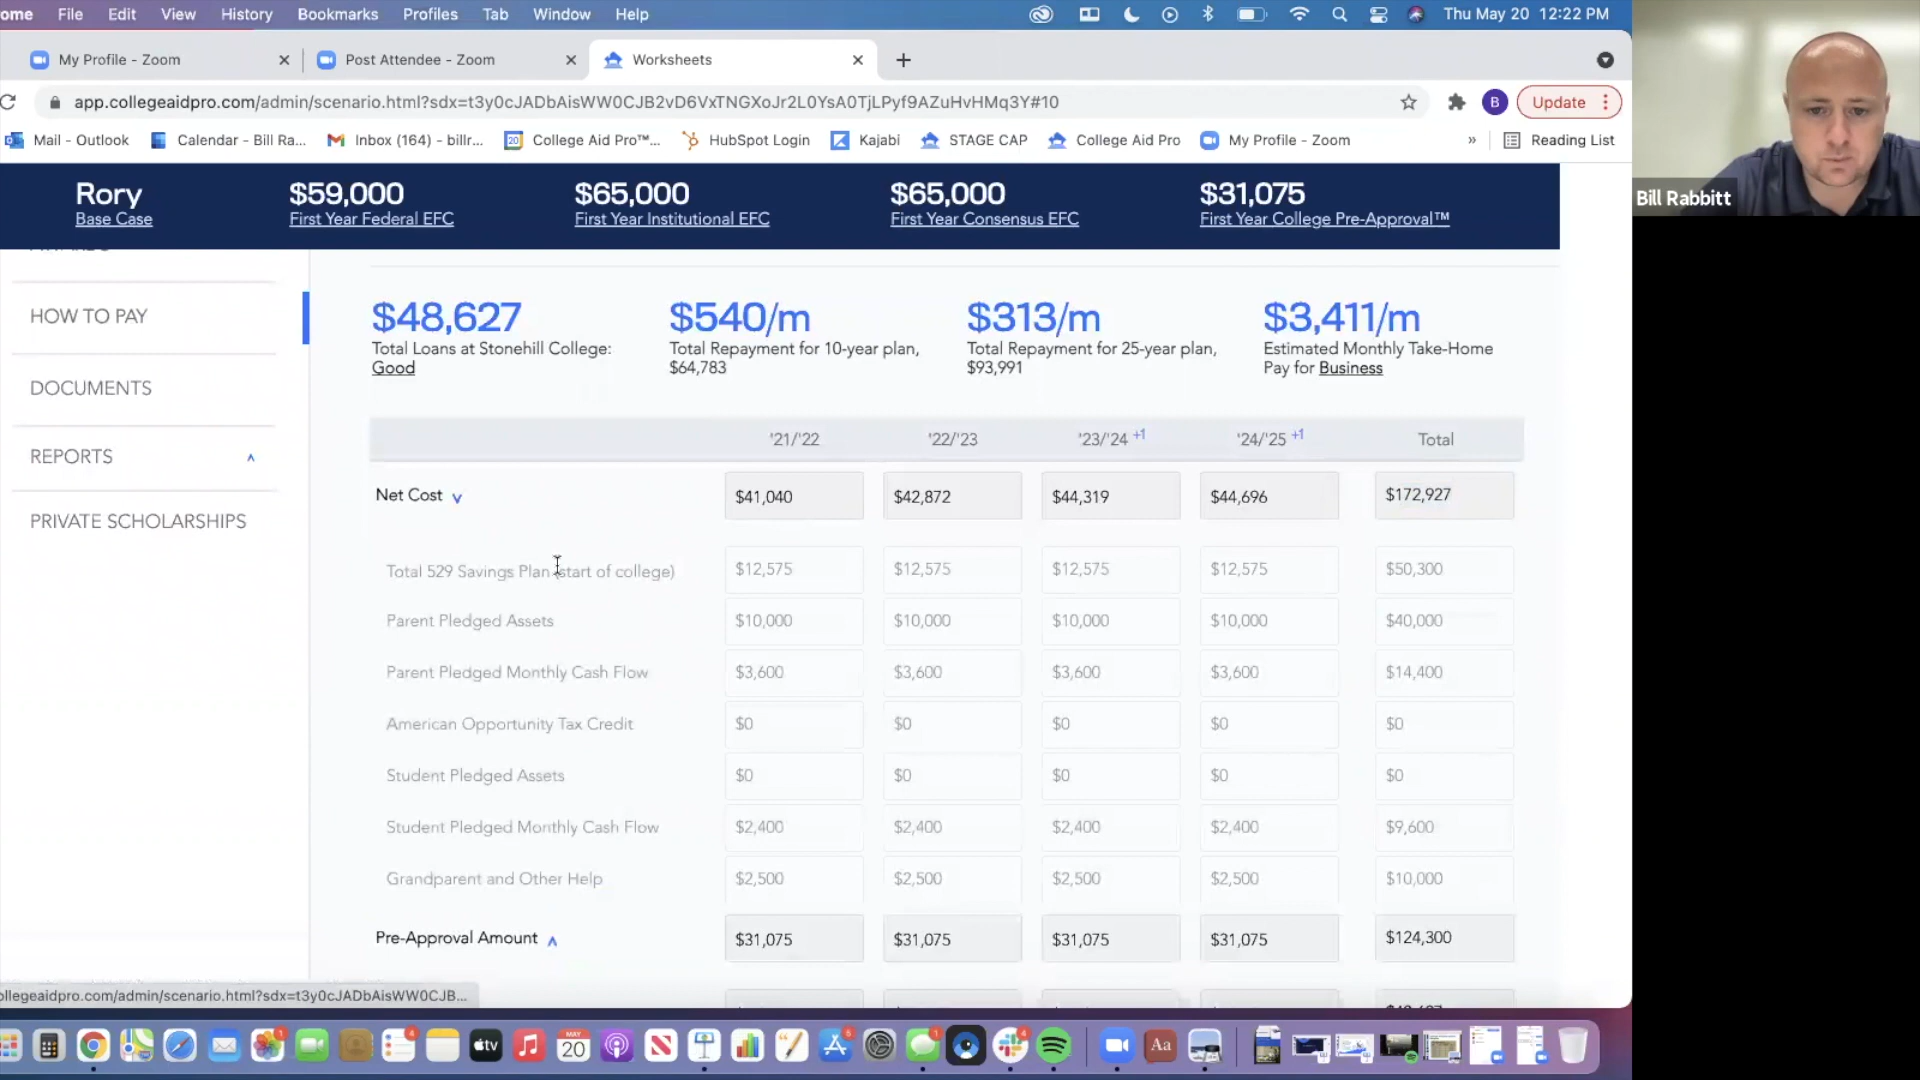 ome File Edit View History Bookmarks Profiles Tab Window Help Thu May 20 12:22 PM
My Profile - Zoom Post Attendee - Zoom Worksheets
app.collegeaidpro.com/admin/scenario.html?sdx=t3y0cJADbAisWW0CJB2vD6VxTNGXoJr2L0YsA0TjLPyf9AZuHvHMq3Y#10 B Update
Mail - Outlook Calendar - Bill Ra... Inbox (164) - billr... 20 College Aid Pro™... HubSpot Login Kajabi STAGE CAP College Aid Pro My Profile - Zoom » Reading List
Rory $59,000 $65,000 $65,000 $31,075
Base Case First Year Federal EFC First Year Institutional EFC First Year Consensus EFC First Year College Pre-Approval™
Bill Rabbitt
HOW TO PAY
DOCUMENTS
REPORTS
PRIVATE SCHOLARSHIPS
$48,627 $540/m $313/m $3,411/m
Total Loans at Stonehill College: Total Repayment for 10-year plan, Total Repayment for 25-year plan, Estimated Monthly Take-Home
Good $64,783 $93,991 Pay for Business
'21/'22 '22/'23 '23/'24 +1 '24/'25 +1 Total
Net Cost $41,040 $42,872 $44,319 $44,696 $172,927
Total 529 Savings Plan (start of college) $12,575 $12,575 $12,575 $12,575 $50,300
Parent Pledged Assets $10,000 $10,000 $10,000 $10,000 $40,000
Parent Pledged Monthly Cash Flow $3,600 $3,600 $3,600 $3,600 $14,400
American Opportunity Tax Credit $0 $0 $0 $0 $0
Student Pledged Assets $0 $0 $0 $0 $0
Student Pledged Monthly Cash Flow $2,400 $2,400 $2,400 $2,400 $9,600
Grandparent and Other Help $2,500 $2,500 $2,500 $2,500 $10,000
Pre-Approval Amount $31,075 $31,075 $31,075 $31,075 $124,300
ollegeaidpro.com/admin/scenario.html?sdx=t3y0cJADbAisWW0CJB...
MAY
20
tv
Aa